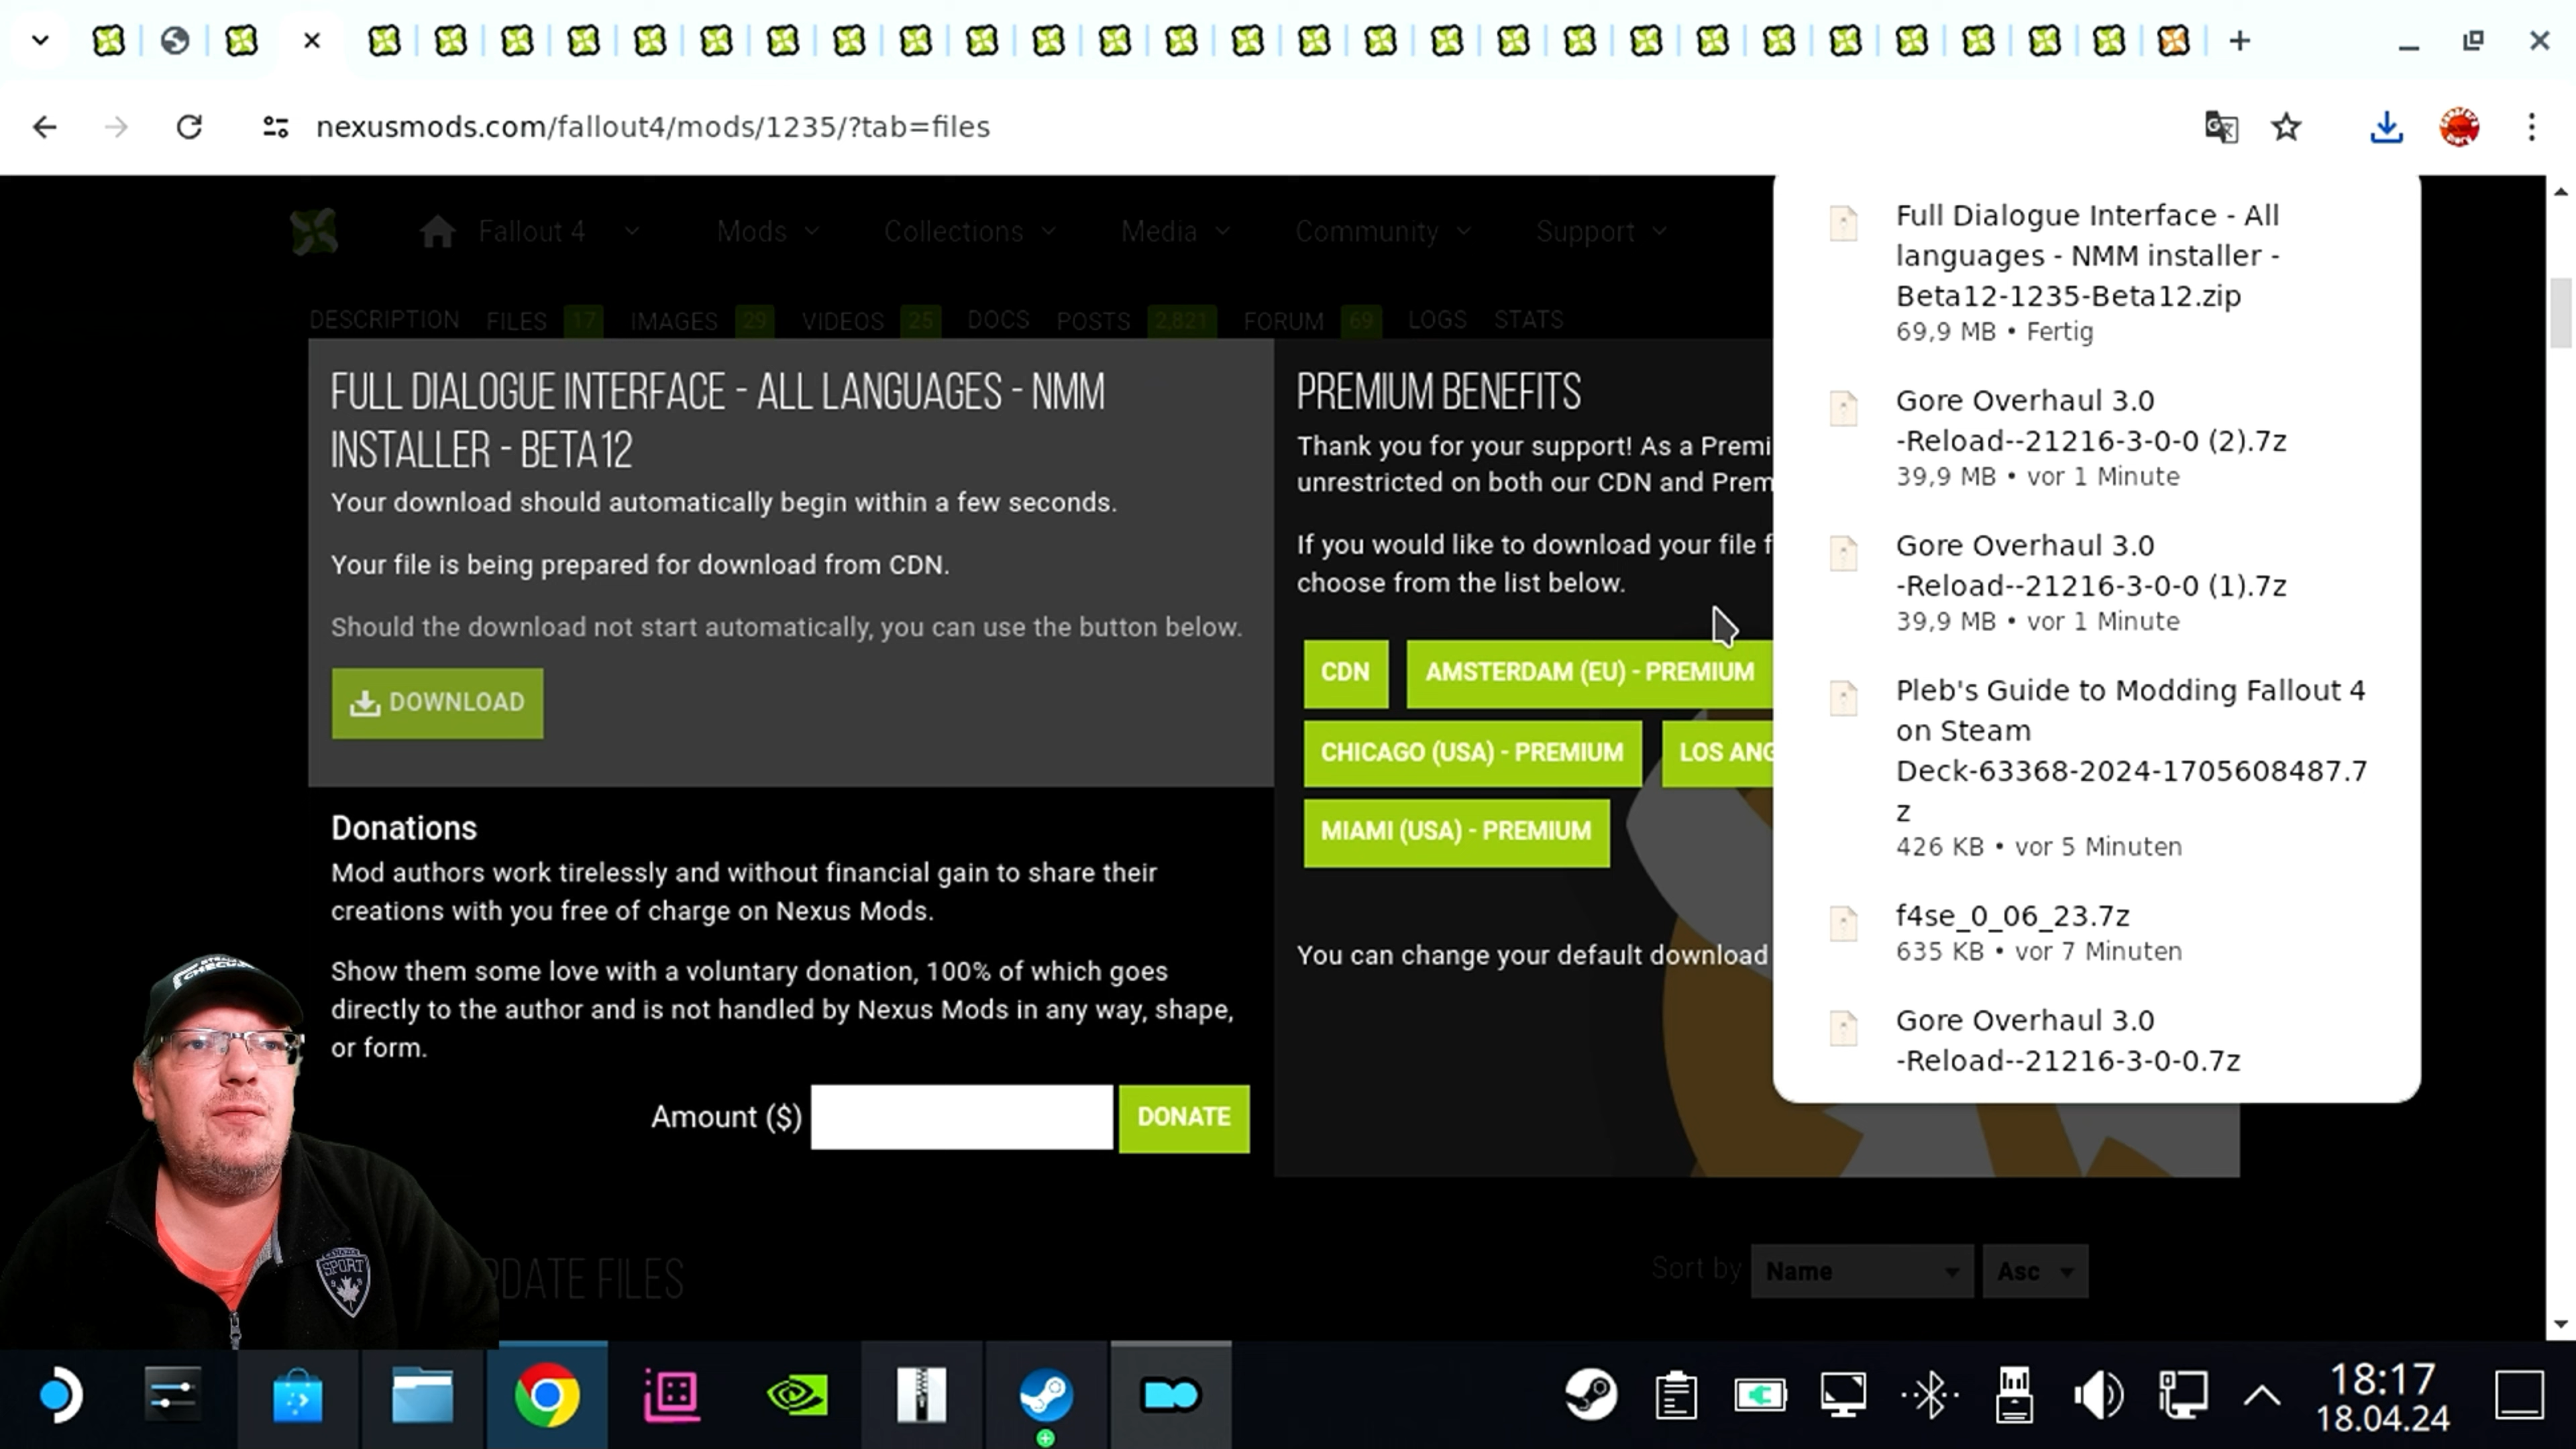 nexusmods.com/fallout4/mods/1235/?tab=files
Fallout 4
Mods
Collections
Media
Community
Support
DESCRIPTION
FILES 17
IMAGES 29
VIDEOS 25
DOCS
POSTS 2,821
FORUM 69
LOGS
STATS
FULL DIALOGUE INTERFACE - ALL LANGUAGES - NMM
INSTALLER - BETA12
Your download should automatically begin within a few seconds.
Your file is being prepared for download from CDN.
Should the download not start automatically, you can use the button below.
DOWNLOAD
Donations
Mod authors work tirelessly and without financial gain to share their
creations with you free of charge on Nexus Mods.
Show them some love with a voluntary donation, 100% of which goes
directly to the author and is not handled by Nexus Mods in any way, shape,
or form.
Amount ($)
DONATE
PREMIUM BENEFITS
Thank you for your support! As a Premi
unrestricted on both our CDN and Prem
If you would like to download your file f
choose from the list below.
CDN
AMSTERDAM (EU) - PREMIUM
CHICAGO (USA) - PREMIUM
LOS ANG
MIAMI (USA) - PREMIUM
You can change your default download
Full Dialogue Interface - All
languages - NMM installer -
Beta12-1235-Beta12.zip
69,9 MB • Fertig
Gore Overhaul 3.0
-Reload--21216-3-0-0 (2).7z
39,9 MB • vor 1 Minute
Gore Overhaul 3.0
-Reload--21216-3-0-0 (1).7z
39,9 MB • vor 1 Minute
Pleb's Guide to Modding Fallout 4
on Steam
Deck-63368-2024-1705608487.7
z
426 KB • vor 5 Minuten
f4se_0_06_23.7z
635 KB • vor 7 Minuten
Gore Overhaul 3.0
-Reload--21216-3-0-0.7z
PDATE FILES
Sort by
Name
Asc
SPORT
18:17
18.04.24